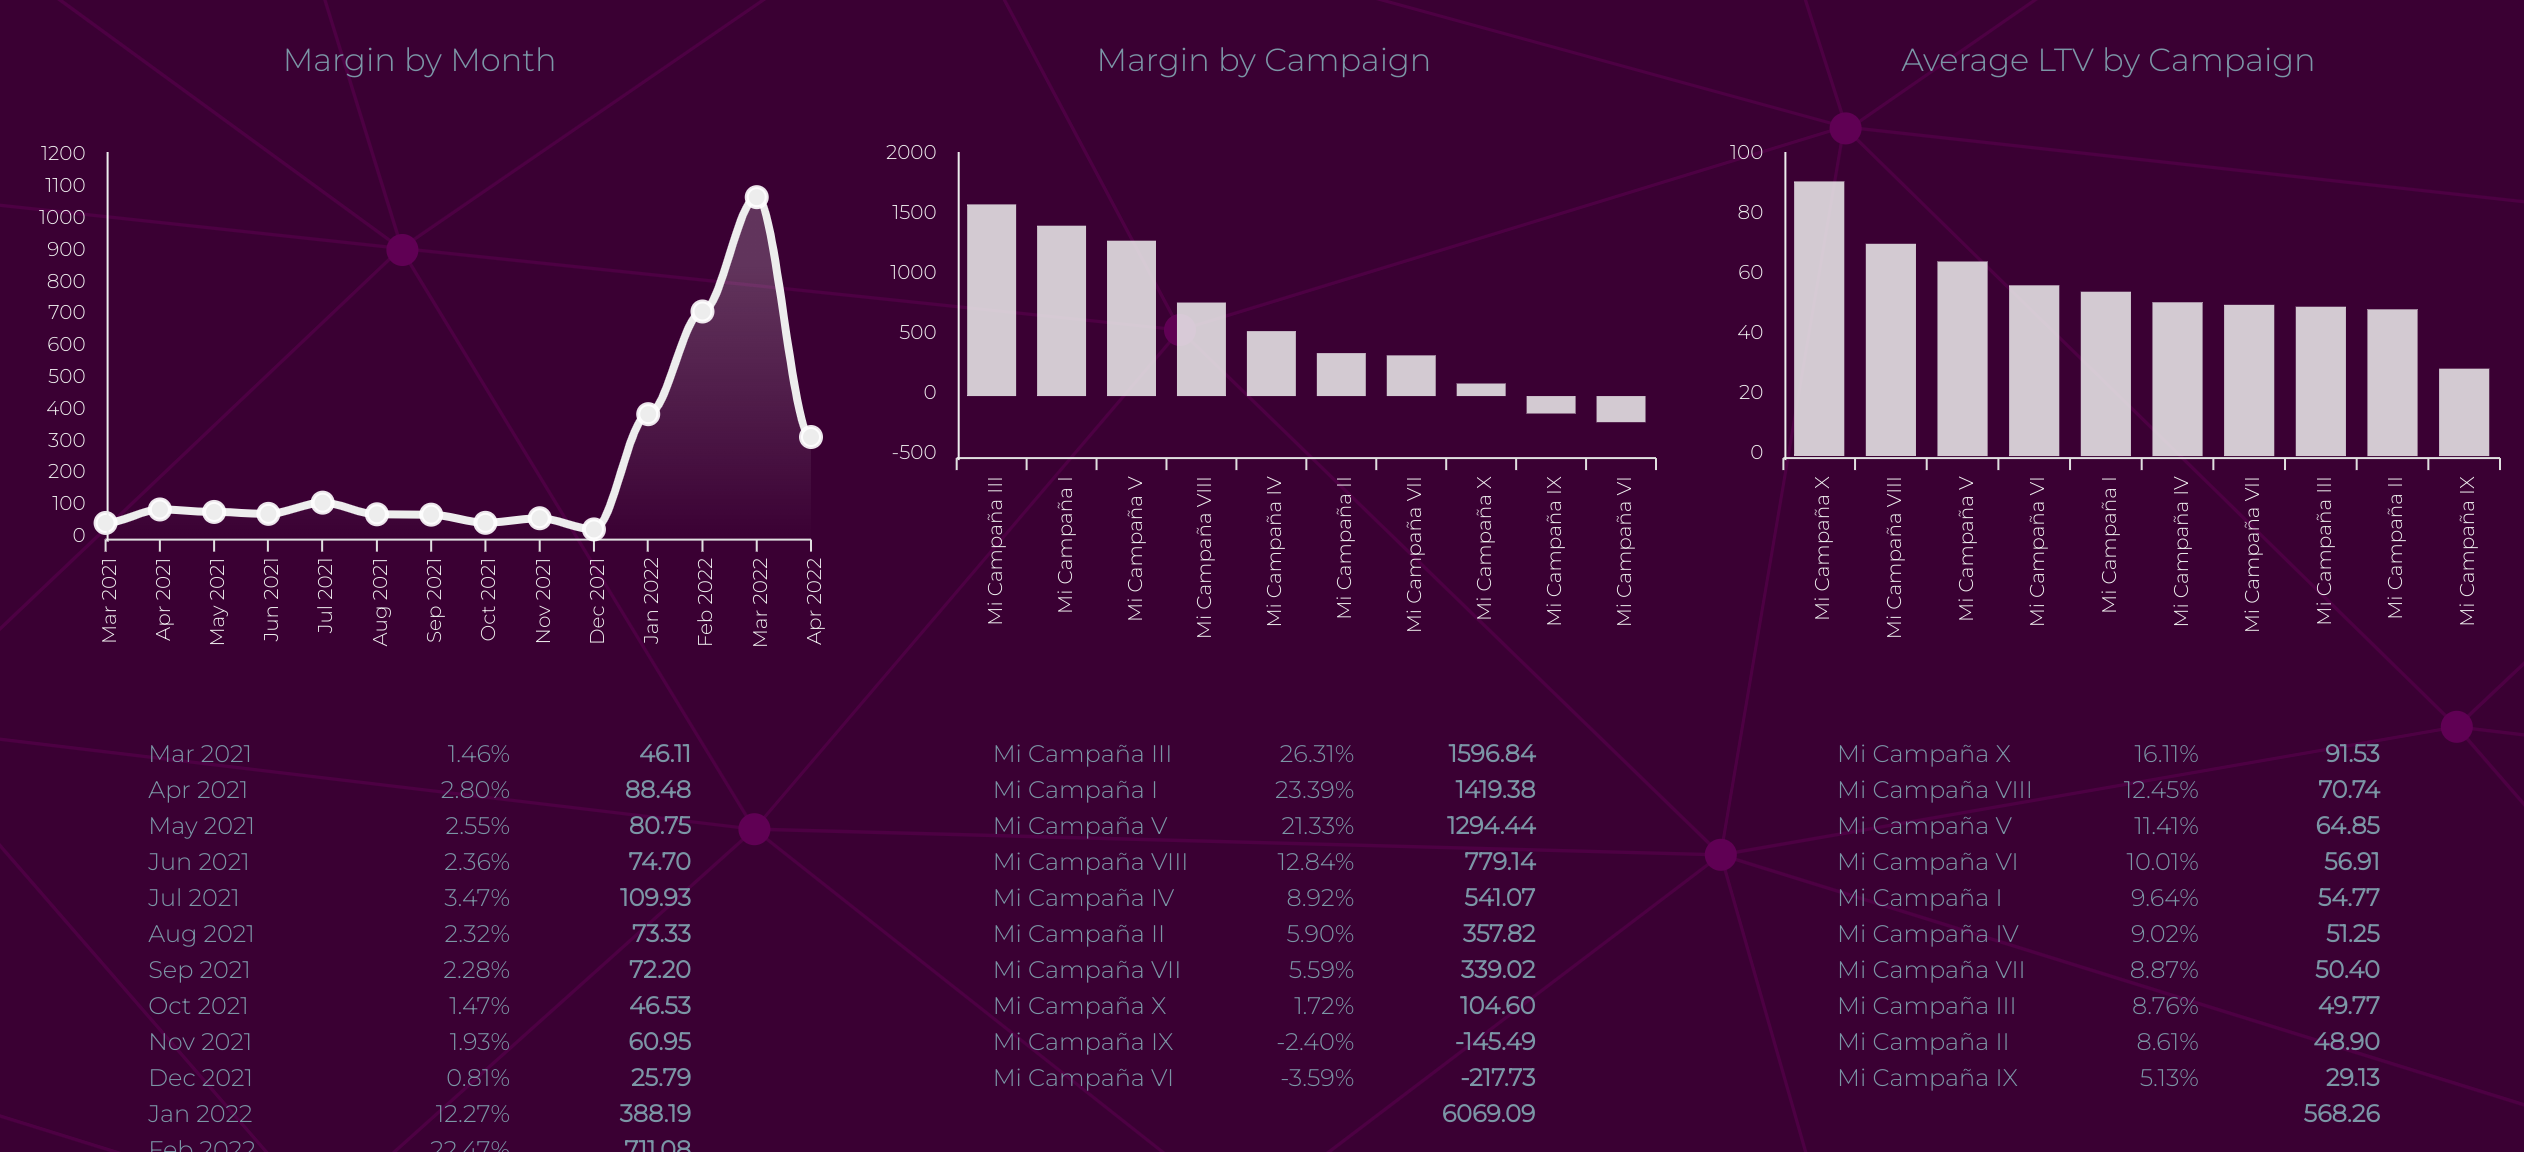 Margin by Month
1200
1100
1000
900
800
700
600
500
400
300
200
100
0
Mar 2021
Apr 2021
May 2021
Jun 2021
Jul 2021
Aug 2021
Sep 2021
Oct 2021
Nov 2021
Dec 2021
Jan 2022
Feb 2022
Mar 2022
Apr 2022
Mar 2021 1.46% 46.11
Apr 2021 2.80% 88.48
May 2021 2.55% 80.75
Jun 2021 2.36% 74.70
Jul 2021 3.47% 109.93
Aug 2021 2.32% 73.33
Sep 2021 2.28% 72.20
Oct 2021 1.47% 46.53
Nov 2021 1.93% 60.95
Dec 2021 0.81% 25.79
Jan 2022 12.27% 388.19
Feb 2022 22.47% 711.08
Margin by Campaign
2000
1500
1000
500
0
-500
Mi Campaña III
Mi Campaña I
Mi Campaña V
Mi Campaña VIII
Mi Campaña IV
Mi Campaña II
Mi Campaña VII
Mi Campaña X
Mi Campaña IX
Mi Campaña VI
Mi Campaña III 26.31% 1596.84
Mi Campaña I 23.39% 1419.38
Mi Campaña V 21.33% 1294.44
Mi Campaña VIII 12.84% 779.14
Mi Campaña IV 8.92% 541.07
Mi Campaña II 5.90% 357.82
Mi Campaña VII 5.59% 339.02
Mi Campaña X 1.72% 104.60
Mi Campaña IX -2.40% -145.49
Mi Campaña VI -3.59% -217.73
6069.09
Average LTV by Campaign
100
80
60
40
20
0
Mi Campaña X
Mi Campaña VIII
Mi Campaña V
Mi Campaña VI
Mi Campaña I
Mi Campaña IV
Mi Campaña VII
Mi Campaña III
Mi Campaña II
Mi Campaña IX
Mi Campaña X 16.11% 91.53
Mi Campaña VIII 12.45% 70.74
Mi Campaña V 11.41% 64.85
Mi Campaña VI 10.01% 56.91
Mi Campaña I 9.64% 54.77
Mi Campaña IV 9.02% 51.25
Mi Campaña VII 8.87% 50.40
Mi Campaña III 8.76% 49.77
Mi Campaña II 8.61% 48.90
Mi Campaña IX 5.13% 29.13
568.26